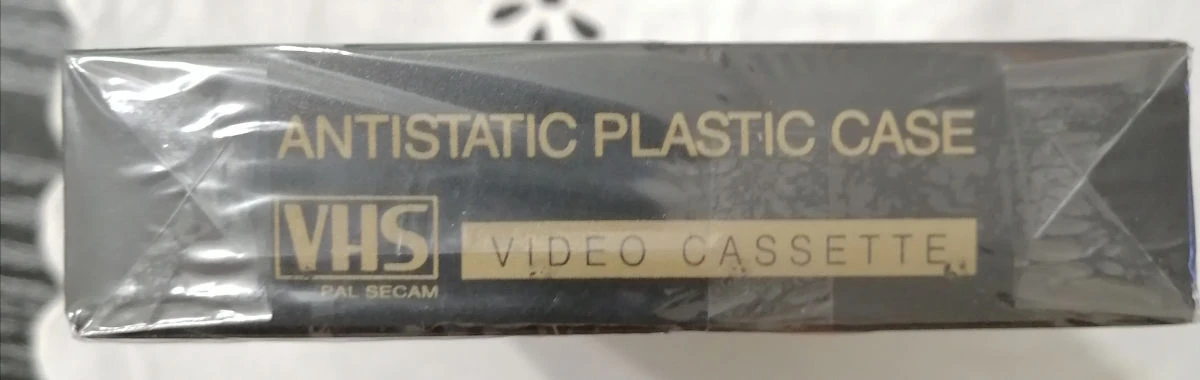 ANTISTATIC PLASTIC CASE
VHS VIDEO CASSETTE
PAL SECAM